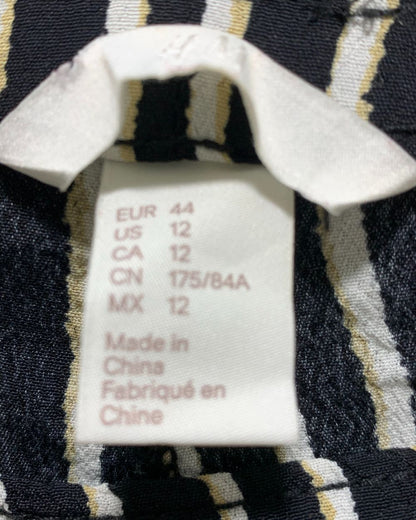 EUR 44
US 12
CA 12
CN 175/84A
MX 12
Made in
China
Fabriqué en
Chine